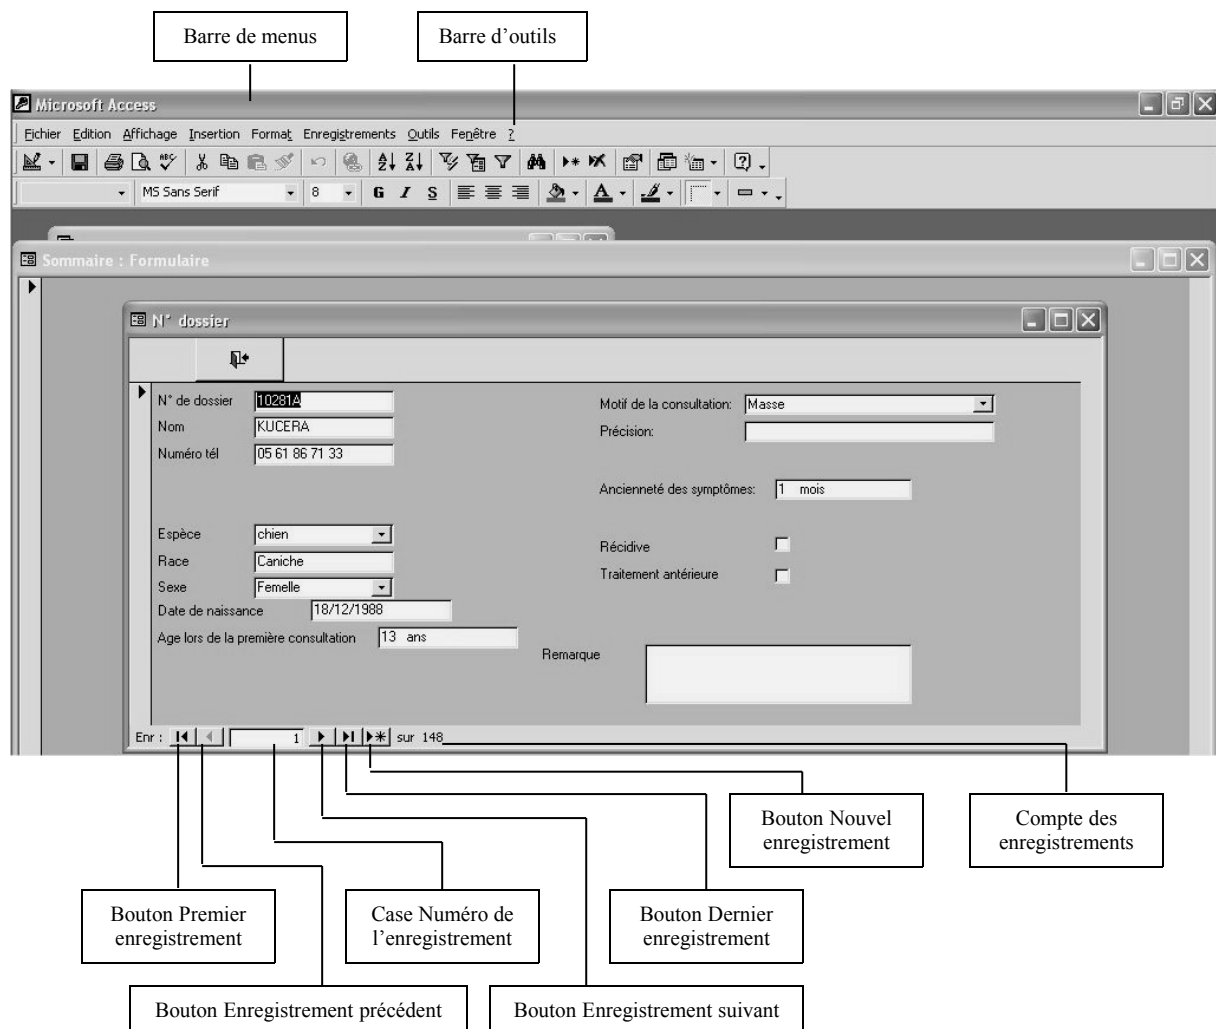 Barre de menus
Barre d'outils
Microsoft Access
Fichier Edition Affichage Insertion Format Enregistrements Outils Fenêtre ?
MS Sans Serif 8 G I S
Sommaire : Formulaire
N° dossier
N° de dossier 10281A
Nom KUCERA
Numéro tél 05 61 86 71 33
Motif de la consultation: Masse
Précision:
Ancienneté des symptômes: 1 mois
Espèce chien
Race Caniche
Sexe Femelle
Date de naissance 18/12/1988
Age lors de la première consultation 13 ans
Récidive
Traitement antérieure
Remarque
Enr : 1 sur 148
Bouton Nouvel
enregistrement
Compte des
enregistrements
Bouton Premier
enregistrement
Case Numéro de
l'enregistrement
Bouton Dernier
enregistrement
Bouton Enregistrement précédent
Bouton Enregistrement suivant